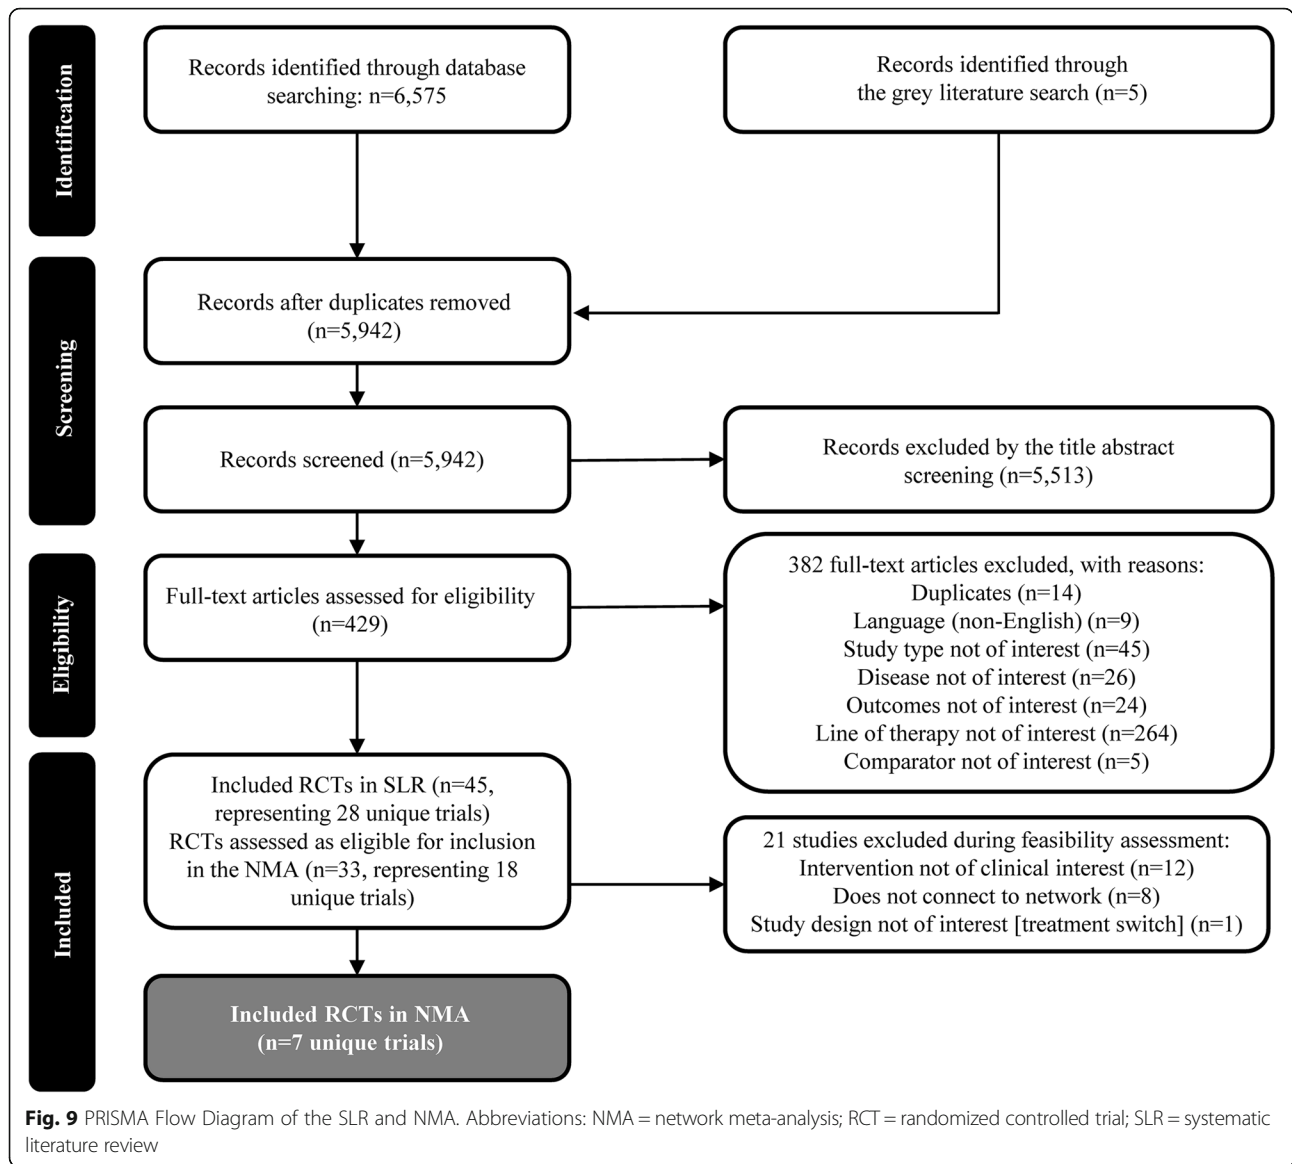 Identification
Records identified through database
searching: n=6,575
Records identified through
the grey literature search (n=5)
Screening
Records after duplicates removed
(n=5,942)
Records screened (n=5,942)
Records excluded by the title abstract
screening (n=5,513)
Eligibility
Full-text articles assessed for eligibility
(n=429)
382 full-text articles excluded, with reasons:
Duplicates (n=14)
Language (non-English) (n=9)
Study type not of interest (n=45)
Disease not of interest (n=26)
Outcomes not of interest (n=24)
Line of therapy not of interest (n=264)
Comparator not of interest (n=5)
Included
Included RCTs in SLR (n=45,
representing 28 unique trials)
RCTs assessed as eligible for inclusion
in the NMA (n=33, representing 18
unique trials)
21 studies excluded during feasibility assessment:
Intervention not of clinical interest (n=12)
Does not connect to network (n=8)
Study design not of interest [treatment switch] (n=1)
Included RCTs in NMA
(n=7 unique trials)
Fig. 9 PRISMA Flow Diagram of the SLR and NMA. Abbreviations: NMA = network meta-analysis; RCT = randomized controlled trial; SLR = systematic
literature review